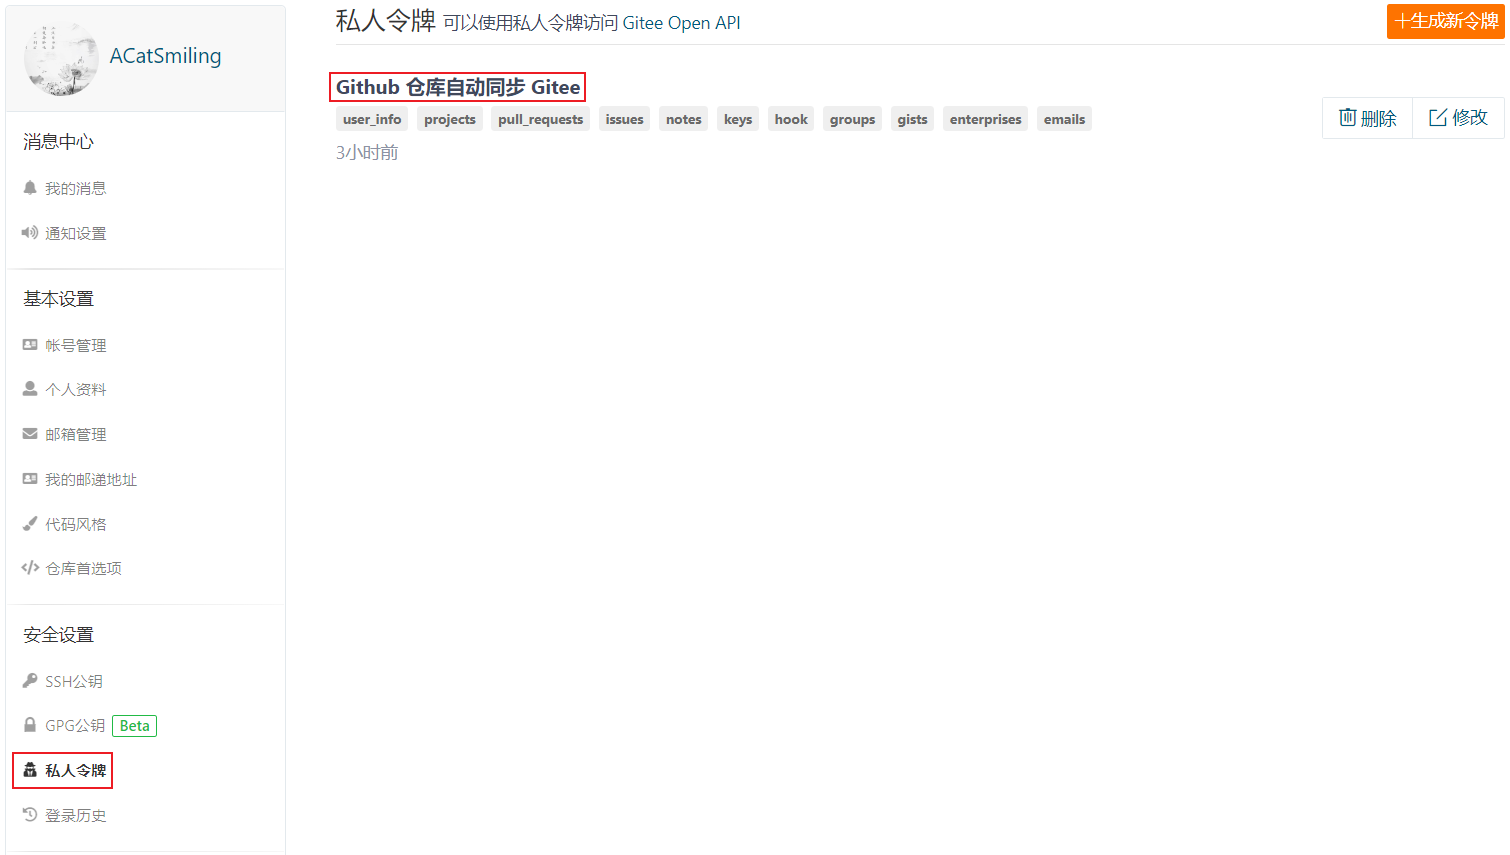 ACatSmiling
消息中心
我的消息
通知设置
基本设置
帐号管理
个人资料
邮箱管理
我的邮递地址
代码风格
仓库首选项
安全设置
SSH公钥
GPG公钥 Beta
私人令牌
登录历史
私人令牌 可以使用私人令牌访问 Gitee Open API
十生成新令牌
Github 仓库自动同步 Gitee
user_info projects pull_requests issues notes keys hook groups gists enterprises emails
3小时前
删除 修改